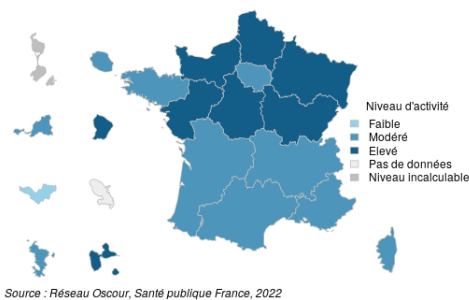 Niveau d'activité
Faible
Modéré
Elevé
Pas de données
Niveau incalculable
Source : Réseau Oscour, Santé publique France, 2022